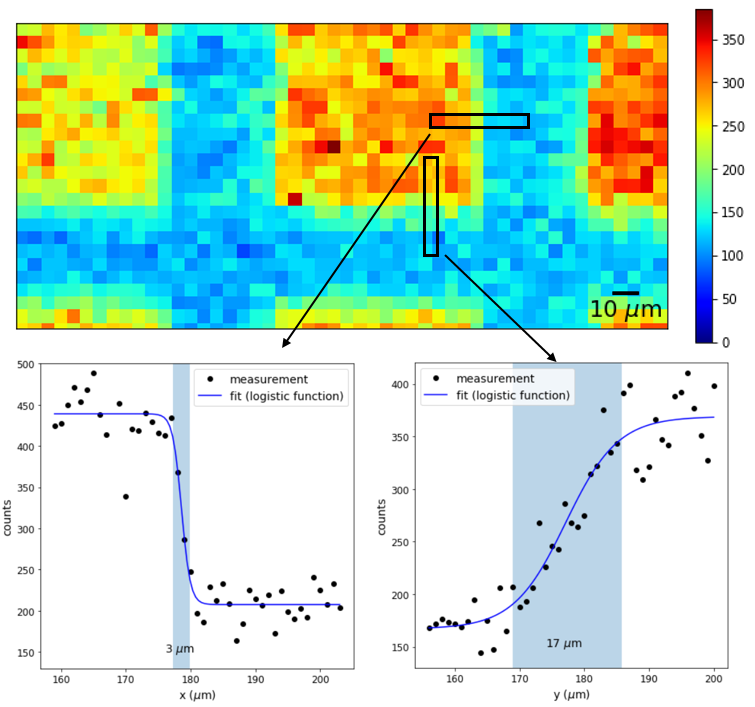 350
300
250
200
150
100
50
0
10 μm
500
450
400
350
300
250
200
150
counts
measurement
fit (logistic function)
3 μm
160 170 180 190 200
x (μm)
400
350
300
250
200
150
counts
measurement
fit (logistic function)
17 μm
160 170 180 190 200
y (μm)